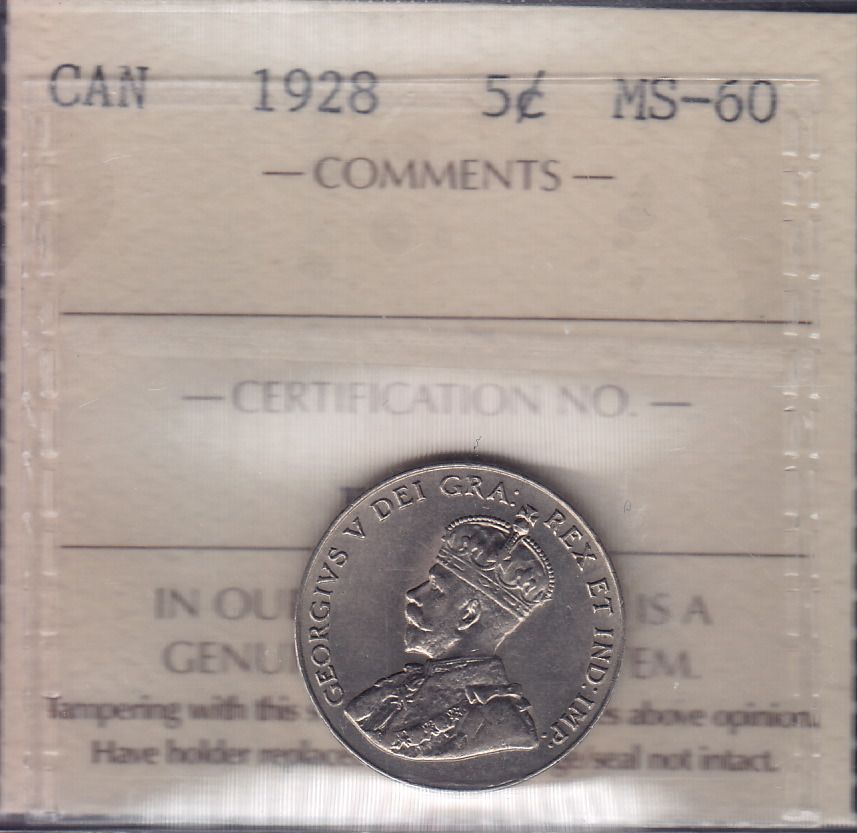 CAN 1928 5¢ MS-60
— COMMENTS —
— CERTIFICATION NO. —
GEORGIVS V DEI GRA: REX ET IND: IMP:
IN OU IS A
GENU EM.
Tampering with this above opinion.
Have holder replace seal not intact.